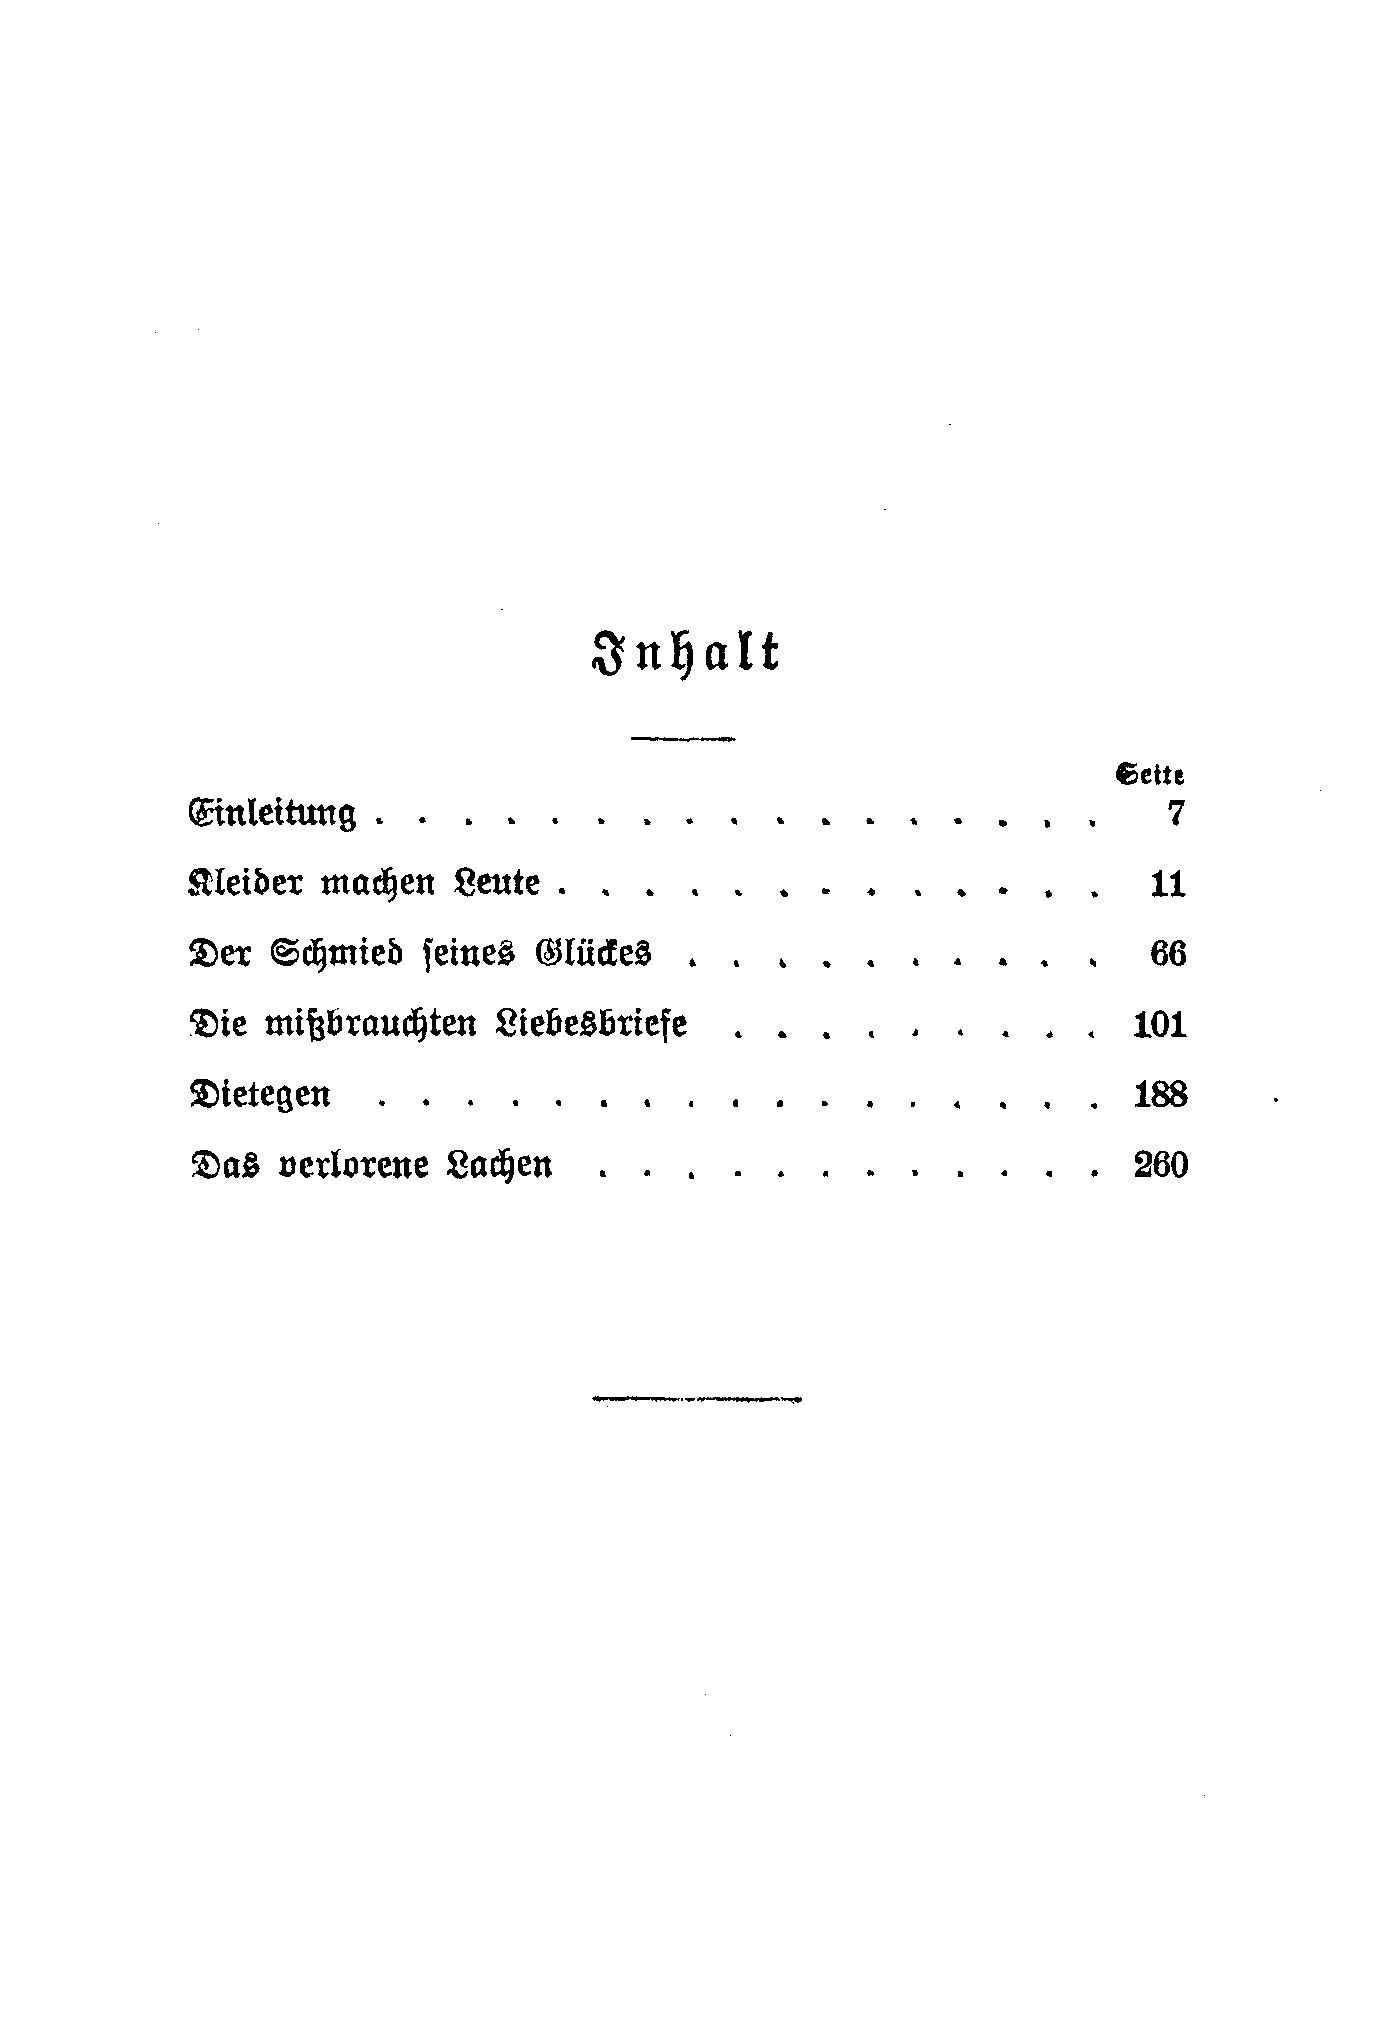 Inhalt
Seite
Einleitung . . . . . . . . . . . . . . . . . 7
Kleider machen Leute . . . . . . . . . . . . . 11
Der Schmied seines Glückes . . . . . . . . . . 66
Die mißbrauchten Liebesbriefe . . . . . . . . . 101
Dietegen . . . . . . . . . . . . . . . . . 188
Das verlorene Lachen . . . . . . . . . . . . 260